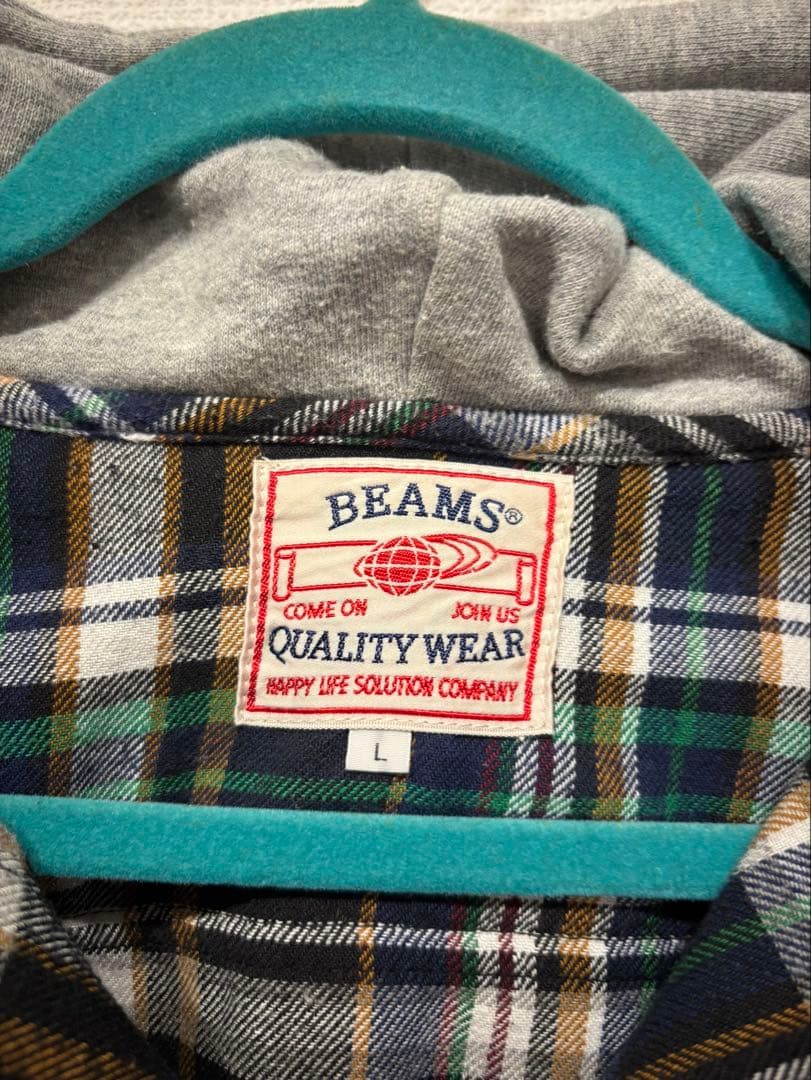 BEAMS®
COME ON JOIN US
QUALITY WEAR
HAPPY LIFE SOLUTION COMPANY
L